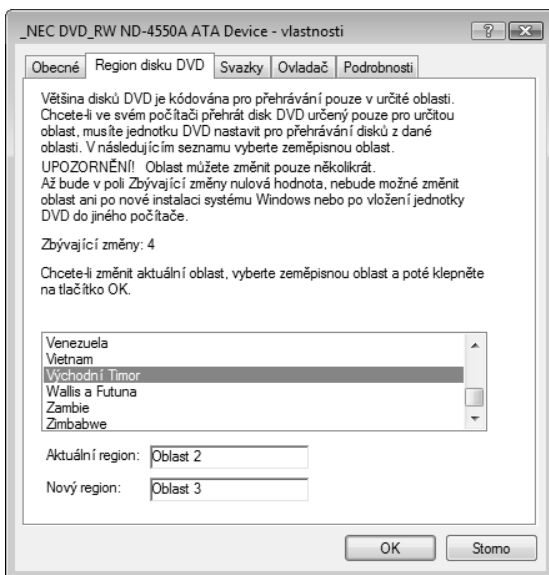 _NEC DVD_RW ND-4550A ATA Device - vlastnosti
Obecné Region disku DVD Svazky Ovladač Podrobnosti
Většina disků DVD je kódována pro přehrávání pouze v určité oblasti.
Chcete-li ve svém počítači přehrát disk DVD určený pouze pro určitou
oblast, musíte jednotku DVD nastavit pro přehrávání disků z dané
oblasti. V následujícím seznamu vyberte zeměpisnou oblast.
UPOZORNĚNÍ! Oblast můžete změnit pouze několikrát.
Až bude v poli Zbývající změny nulová hodnota, nebude možné změnit
oblast ani po nové instalaci systému Windows nebo po vložení jednotky
DVD do jiného počítače.
Zbývající změny: 4
Chcete-li změnit aktuální oblast, vyberte zeměpisnou oblast a poté klepněte
na tlačítko OK.
Venezuela
Vietnam
Východní Timor
Wallis a Futuna
Zambie
Zimbabwe
Aktuální region: Oblast 2
Nový region: Oblast 3
OK Storno